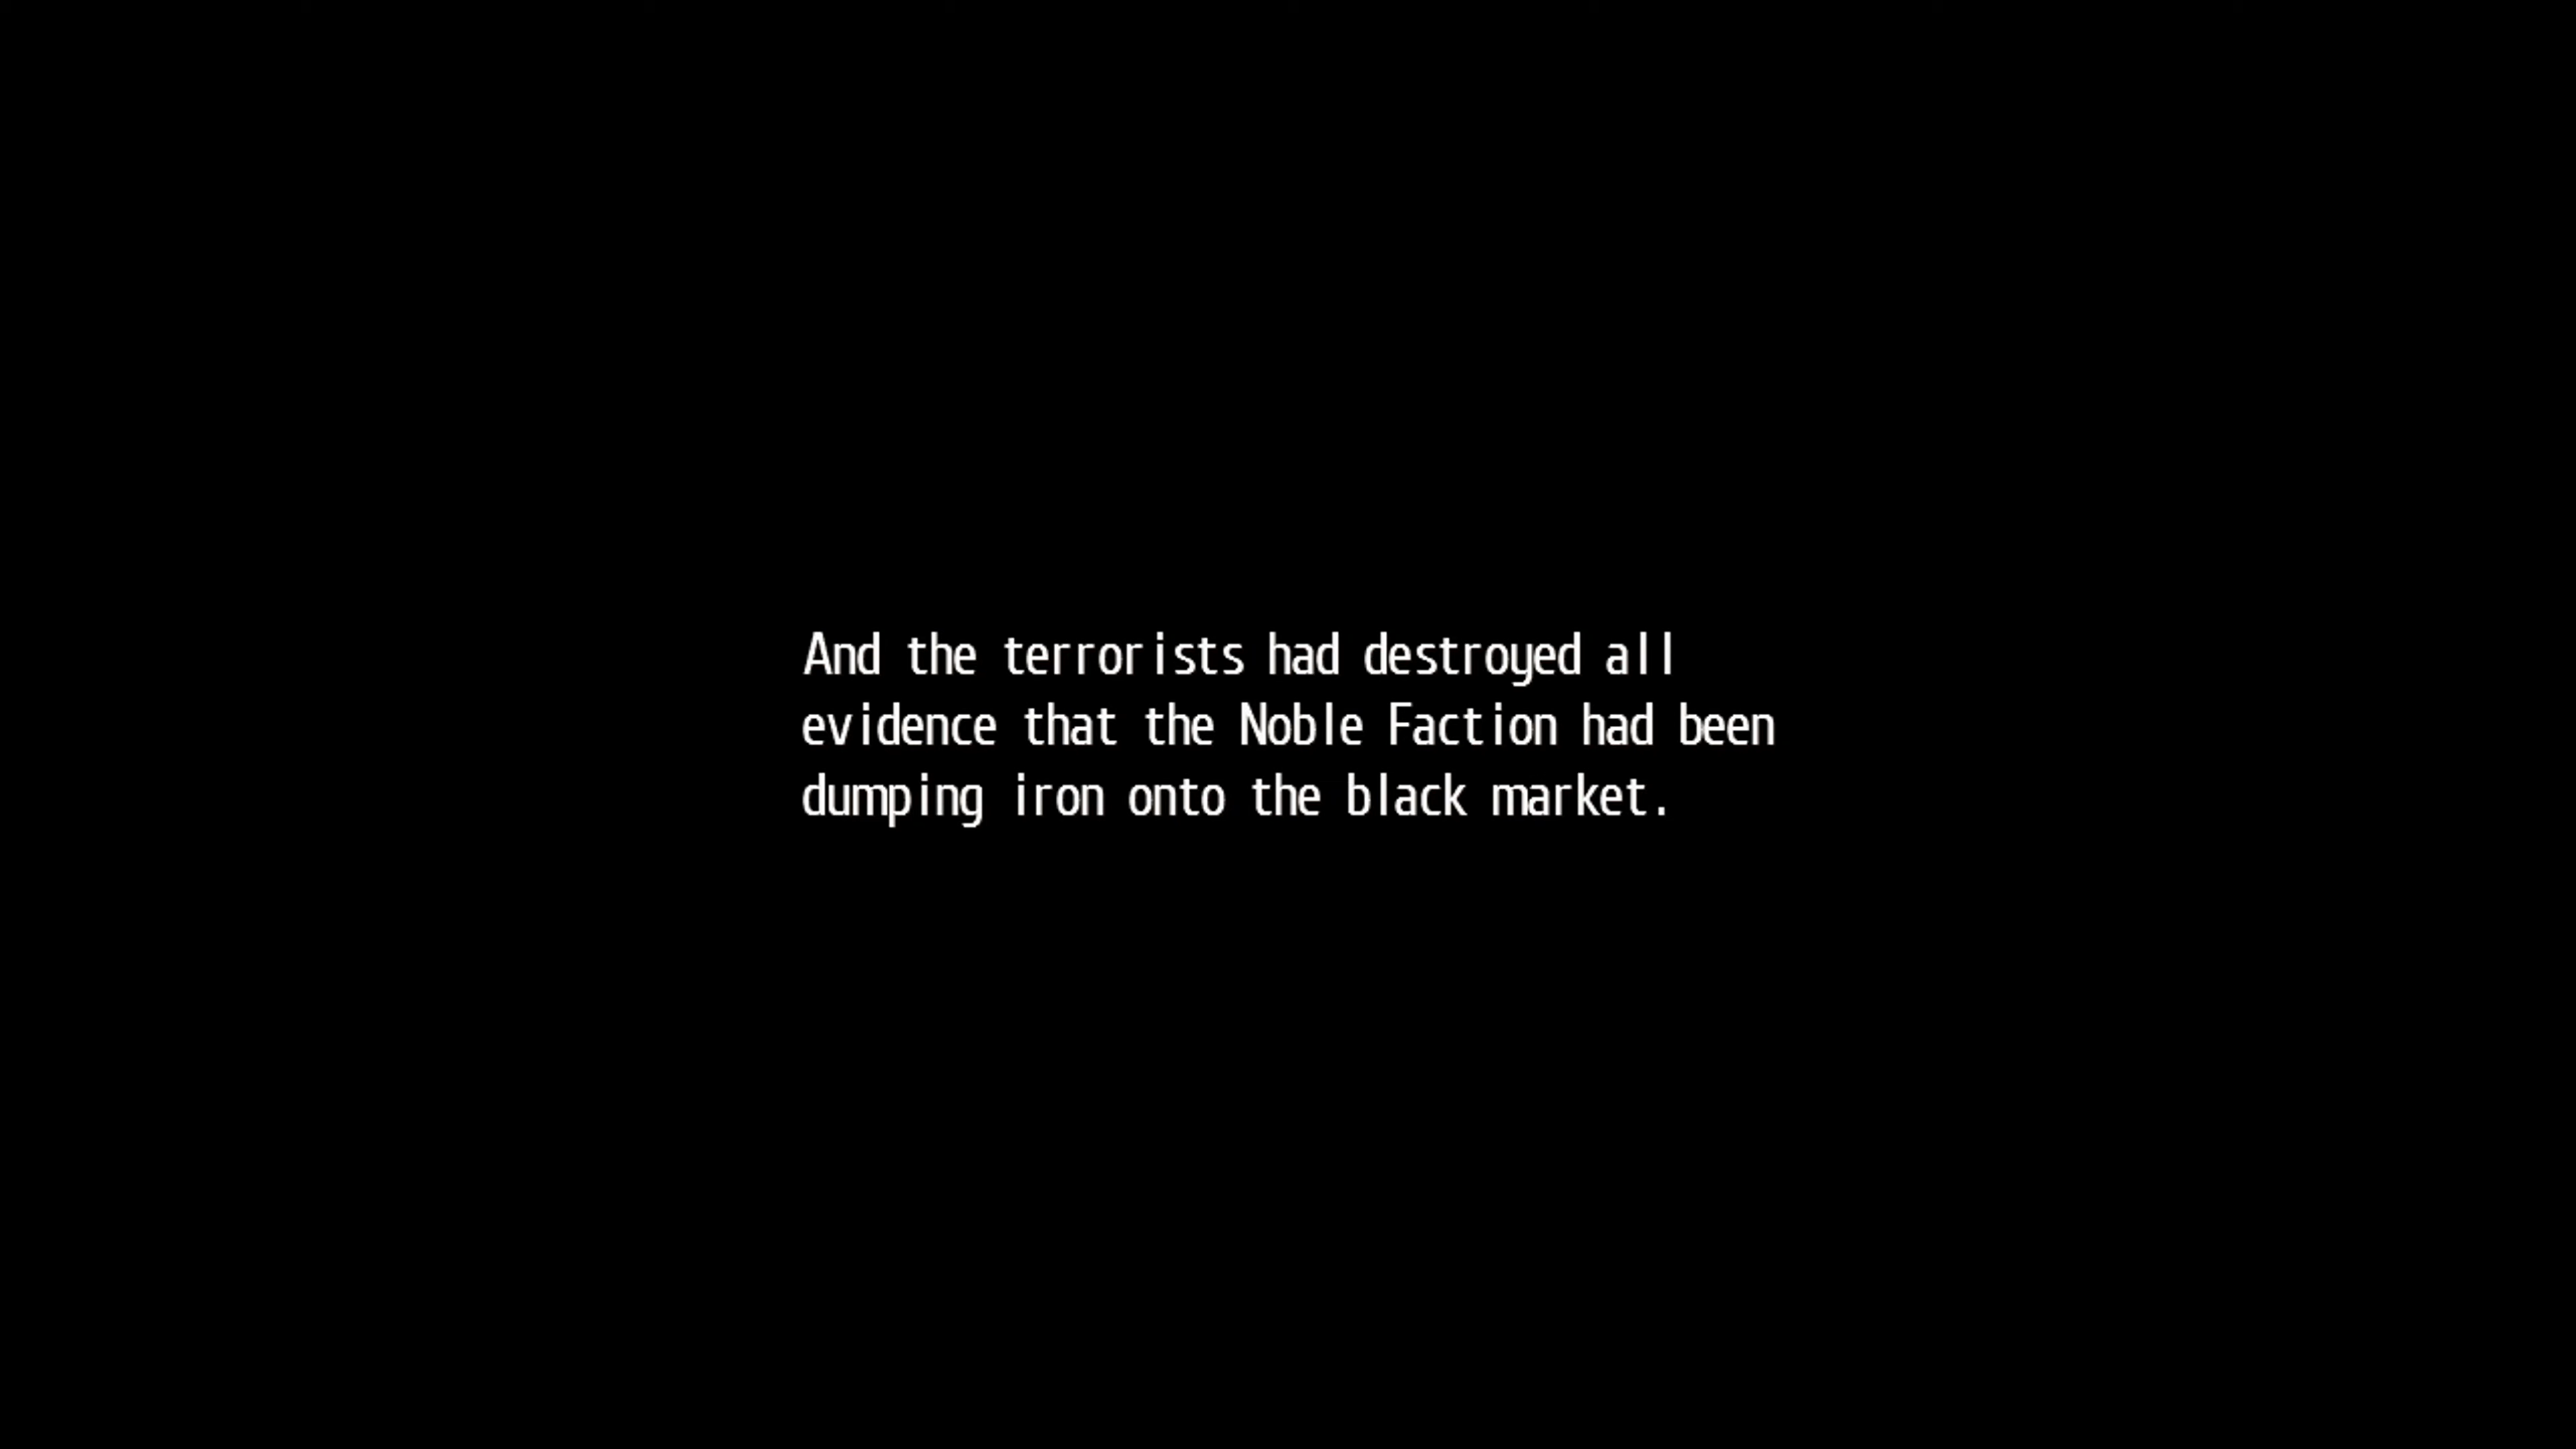 And the terrorists had destroyed all
evidence that the Noble Faction had been
dumping iron onto the black market.